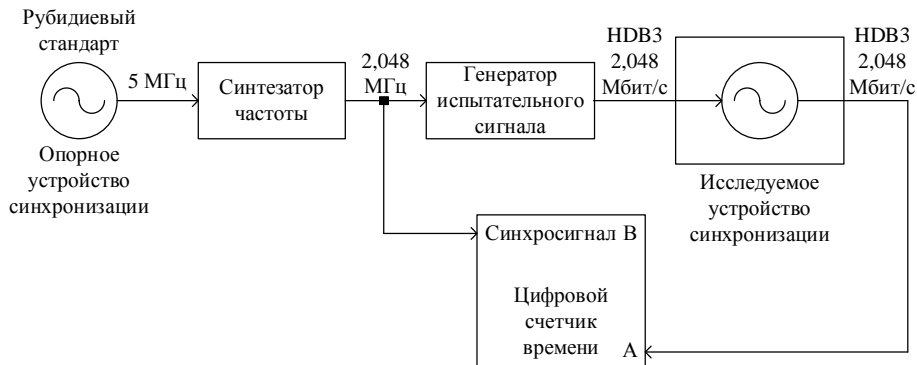 Рубидиевый
стандарт
5 МГц
Опорное
устройство
синхронизации
Синтезатор
частоты
2,048
МГц
Генератор
испытательного
сигнала
HDB3
2,048
Мбит/с
Исследуемое
устройство
синхронизации
HDB3
2,048
Мбит/с
Синхросигнал В
Цифровой
счетчик
времени
А